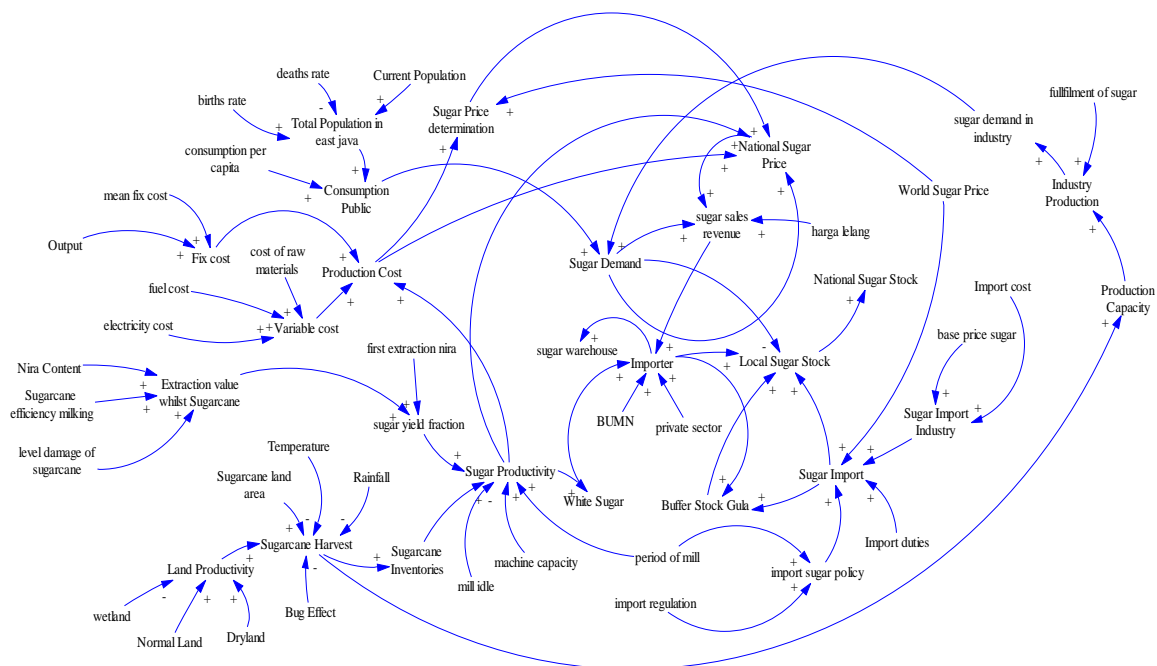 deaths rate
Current Population
births rate
Total Population in
east java
Sugar Price
determination
consumption per
capita
Consumption
Public
National Sugar
Price
sugar demand in
industry
fullfilment of sugar
Industry
Production
World Sugar Price
mean fix cost
Output
Fix cost
cost of raw
materials
Production Cost
sugar sales
revenue
harga lelang
Sugar Demand
National Sugar Stock
Import cost
Production
Capacity
fuel cost
electricity cost
Variable cost
first extraction nira
sugar warehouse
Importer
Local Sugar Stock
base price sugar
Nira Content
Sugarcane
efficiency milking
Extraction value
whilst Sugarcane
sugar yield fraction
BUMN
private sector
Sugar Import
Industry
level damage of
sugarcane
Temperature
Sugarcane land
area
Rainfall
Sugar Productivity
White Sugar
Buffer Stock Gula
Sugar Import
Sugarcane Harvest
Sugarcane
Inventories
machine capacity
period of mill
Import duties
Land Productivity
mill idle
import sugar policy
wetland
Normal Land
Dryland
Bug Effect
import regulation